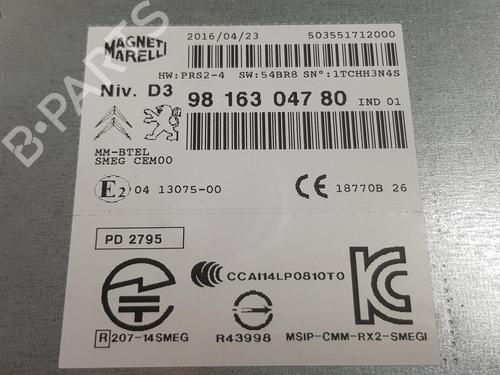 MAGNETI MARELLI
2016/04/23 503551712000
HW:PRS2-4 SW:54BR8 SN°:1TCHH3N4S
Niv. D3 98 163 047 80 IND 01
MM-BTEL
SMEG CEM00
E2 04 13075-00 CE 18770B 26
PD 2795
CCAI14LP0810T0
R 207-14SMEG R43998 MSIP-CMM-RX2-SMEGI
B-PARTS